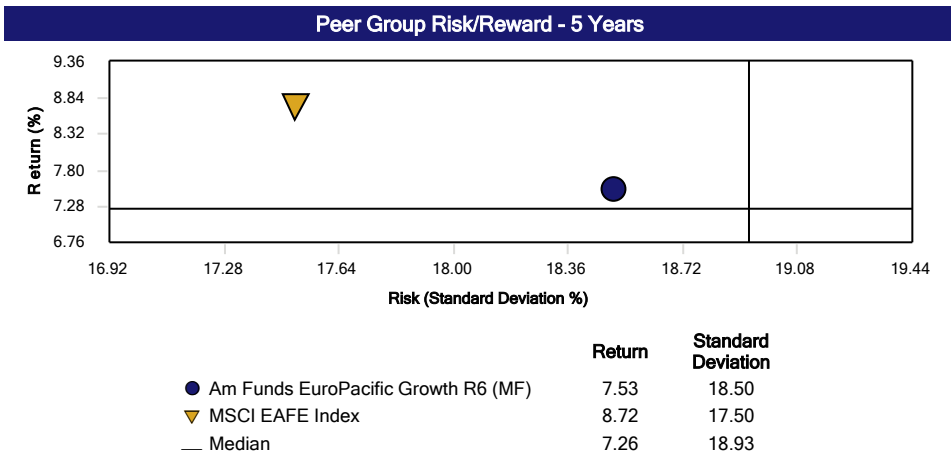 Peer Group Risk/Reward - 5 Years
9.36
8.84
8.32
7.80
7.28
6.76
R eturn (%)
16.92 17.28 17.64 18.00 18.36 18.72 19.08 19.44
Risk (Standard Deviation %)
Return Standard Deviation
Am Funds EuroPacific Growth R6 (MF) 7.53 18.50
MSCI EAFE Index 8.72 17.50
Median 7.26 18.93